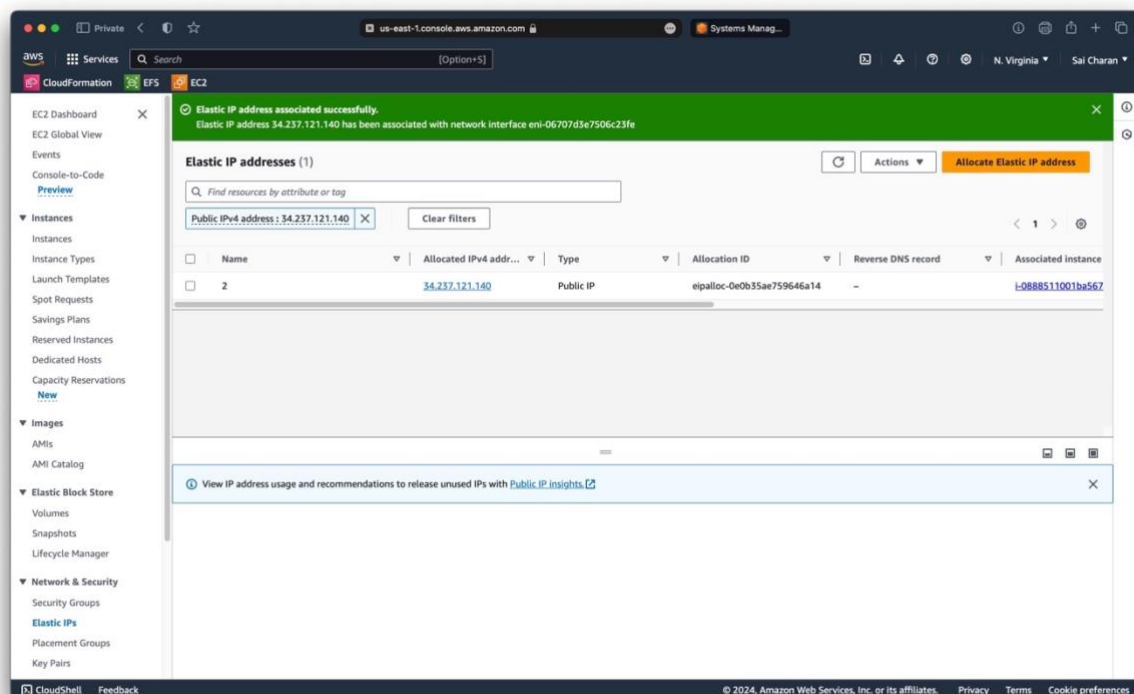 Private
us-east-1.console.aws.amazon.com
Systems Manag...
aws
Services
Search
[Option+S]
N. Virginia
Sai Charan
CloudFormation
EFS
EC2
EC2 Dashboard
EC2 Global View
Events
Console-to-Code
Preview
Instances
Instances
Instance Types
Launch Templates
Spot Requests
Savings Plans
Reserved Instances
Dedicated Hosts
Capacity Reservations
New
Images
AMIs
AMI Catalog
Elastic Block Store
Volumes
Snapshots
Lifecycle Manager
Network & Security
Security Groups
Elastic IPs
Placement Groups
Key Pairs
Elastic IP address associated successfully.
Elastic IP address 34.237.121.140 has been associated with network interface eni-06707d3e7506c23fe
Elastic IP addresses (1)
Actions
Allocate Elastic IP address
Find resources by attribute or tag
Public IPv4 address : 34.237.121.140
Clear filters
1
Name
Allocated IPv4 addr...
Type
Allocation ID
Reverse DNS record
Associated instance
2
34.237.121.140
Public IP
eipalloc-0e0b35ae759646a14
–
i-0888511001ba567
View IP address usage and recommendations to release unused IPs with Public IP insights.
CloudShell
Feedback
© 2024, Amazon Web Services, Inc. or its affiliates.
Privacy
Terms
Cookie preferences